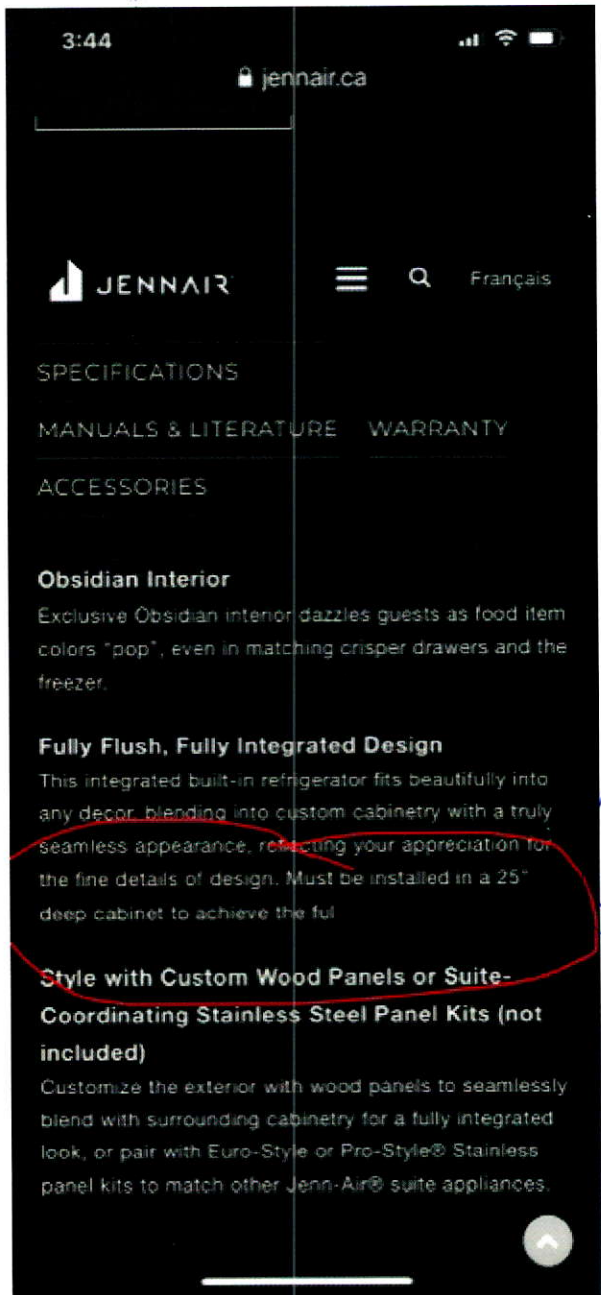 3:44
jennair.ca
JENNAIR
Français
SPECIFICATIONS
MANUALS & LITERATURE WARRANTY
ACCESSORIES
Obsidian Interior
Exclusive Obsidian interior dazzles guests as food item
colors "pop", even in matching crisper drawers and the
freezer.
Fully Flush, Fully Integrated Design
This integrated built-in refrigerator fits beautifully into
any decor, blending into custom cabinetry with a truly
seamless appearance, reflecting your appreciation for
the fine details of design. Must be installed in a 25"
deep cabinet to achieve the ful
Style with Custom Wood Panels or Suite-
Coordinating Stainless Steel Panel Kits (not
included)
Customize the exterior with wood panels to seamlessly
blend with surrounding cabinetry for a fully integrated
look, or pair with Euro-Style or Pro-Style® Stainless
panel kits to match other Jenn-Air® suite appliances.